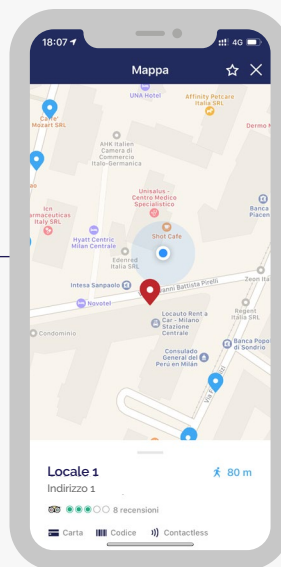 18:07
4G
Mappa
UNA Hotel
Affinity Petcare
Italia SRL
Caffe'
Mozart SRL
Dermo
AHK Italien
Camera di
Commercio
Italo-Germanica
Unisalus -
Centro Medico
Specialistico
Icn
armaceuticas
Italy SRL
Banca
Piacen
Hyatt Centric
Milan Centrale
Shot Cafe
Edenred
Italia SRL
Intesa Sanpaolo
anni Battista Pirelli
Zeon Ita
Novotel
Regent
Italia SRL
Condominio
Locauto Rent a
Car - Milano
Stazione
Centrale
Banca Popo
di Sondrio
Consulado
General del
Perú en Milán
Locale 1
80 m
Indirizzo 1
8 recensioni
Carta
Codice
Contactless